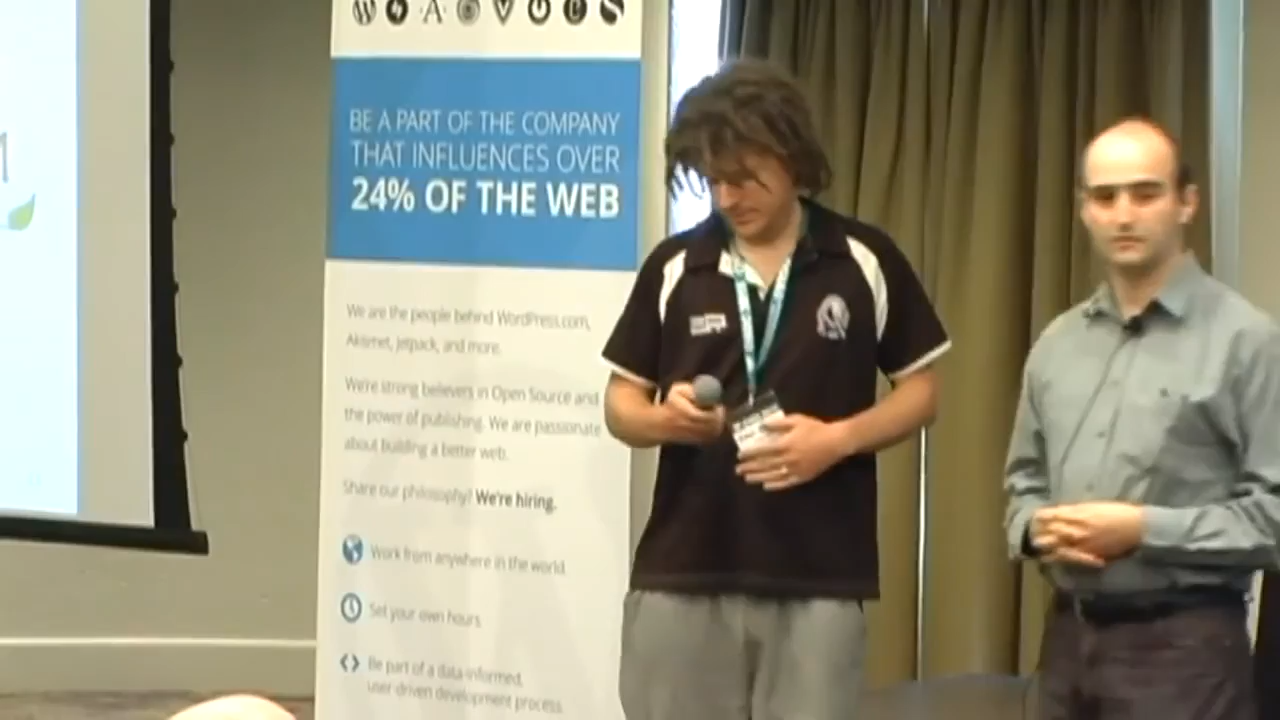 BE A PART OF THE COMPANY
THAT INFLUENCES OVER
24% OF THE WEB
We are the people behind WordPress.com,
Akismet, Jetpack, and more.
We're strong believers in Open Source and
the power of publishing. We are passionate
about building a better web.
Share our philosophy? We're hiring.
Work from anywhere in the world.
Set your own hours.
Be part of a data-informed,
user-driven development process.